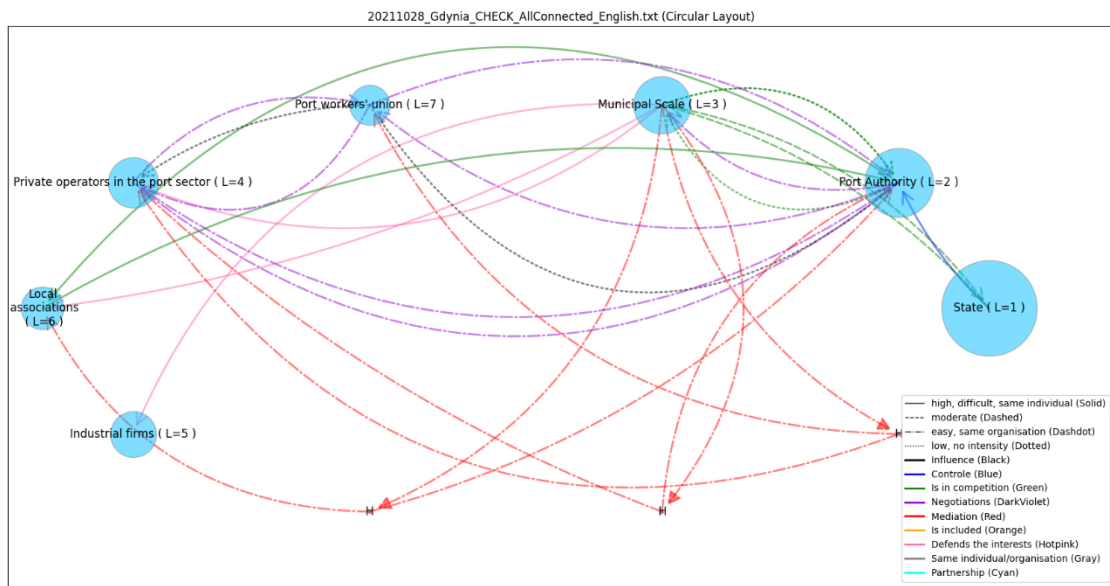 20211028_Gdynia_CHECK_AllConnected_English.txt (Circular Layout)
Port workers' union ( L=7 )
Municipal Scale ( L=3 )
Private operators in the port sector ( L=4 )
Port Authority ( L=2 )
Local
associations
( L=6 )
State ( L=1 )
Industrial firms ( L=5 )
H
H
H
high, difficult, same individual (Solid)
moderate (Dashed)
easy, same organisation (Dashdot)
low, no intensity (Dotted)
Influence (Black)
Controle (Blue)
Is in competition (Green)
Negotiations (DarkViolet)
Mediation (Red)
Is included (Orange)
Defends the interests (Hotpink)
Same individual/organisation (Gray)
Partnership (Cyan)